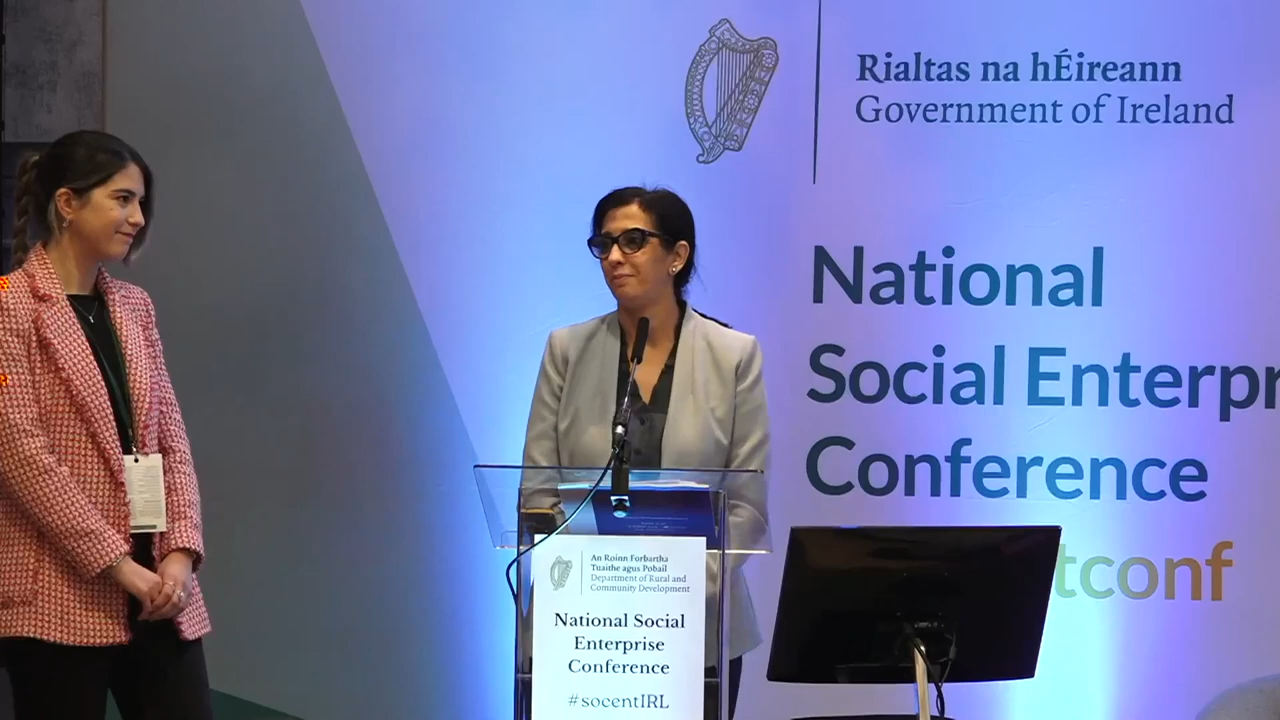 Rialtas na hÉireann
Government of Ireland
National
Social Enterpr
Conference
tconf
An Roinn Forbartha
Tuaithe agus Pobail
Department of Rural and
Community Development
National Social
Enterprise
Conference
#socentIRL